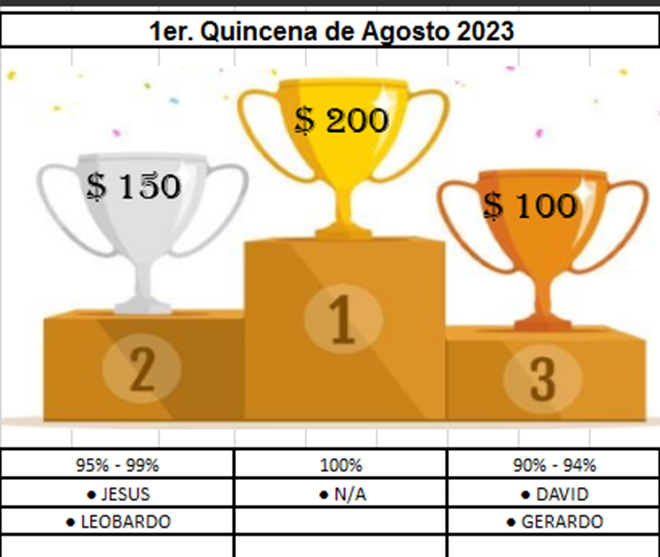 1er. Quincena de Agosto 2023
$ 200
$ 150
$ 100
1
2
3
95% - 99% 100% 90% - 94%
● JESUS ● N/A ● DAVID
● LEOBARDO ● GERARDO